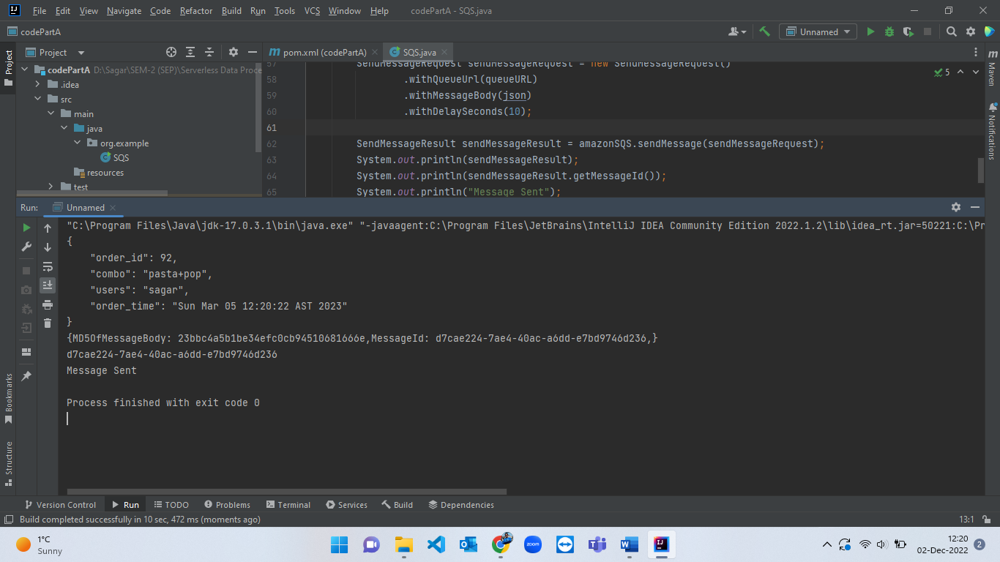 File Edit View Navigate Code Refactor Build Run Tools VCS Window Help codePartA - SQS.java
codePartA
Unnamed
Project
Project
codePartA D:\Sagar\SEM-2 (SEP)\Serverless Data Proce
.idea
src
main
java
org.example
SQS
resources
test
pom.xml (codePartA)
SQS.java
5
57 SendMessageRequest sendMessageRequest = new SendMessageRequest()
58 .withQueueUrl(queueURL)
59 .withMessageBody(json)
60 .withDelaySeconds(10);
61
62 SendMessageResult sendMessageResult = amazonSQS.sendMessage(sendMessageRequest);
63 System.out.println(sendMessageResult);
64 System.out.println(sendMessageResult.getMessageId());
65 System.out.println("Message Sent");
Maven
Notifications
Run: Unnamed
"C:\Program Files\Java\jdk-17.0.3.1\bin\java.exe" "-javaagent:C:\Program Files\JetBrains\IntelliJ IDEA Community Edition 2022.1.2\lib\idea_rt.jar=50221:C:\Pr
{
"order_id": 92,
"combo": "pasta+pop",
"users": "sagar",
"order_time": "Sun Mar 05 12:20:22 AST 2023"
}
{MD5OfMessageBody: 23bbc4a5b1be34efc0cb94510681666e,MessageId: d7cae224-7ae4-40ac-a6dd-e7bd9746d236,}
d7cae224-7ae4-40ac-a6dd-e7bd9746d236
Message Sent
Process finished with exit code 0
Bookmarks
Structure
Version Control Run TODO Problems Terminal Services Build Dependencies
Build completed successfully in 10 sec, 472 ms (moments ago)
13:1
1°C
Sunny
zoom
12:20
02-Dec-2022
2